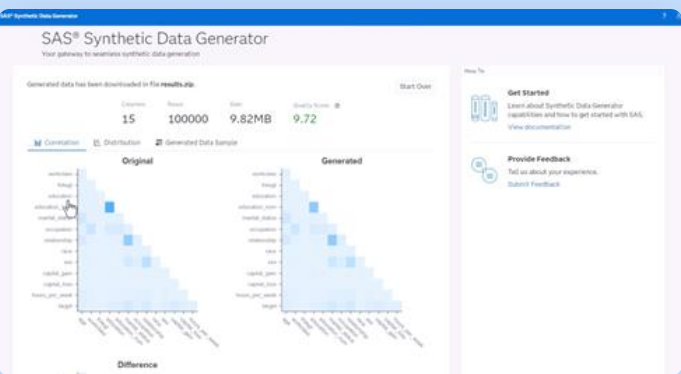 SAS® Synthetic Data Generator
SAS® Synthetic Data Generator
Your gateway to seamless synthetic data generation
Generated data has been downloaded in file results.zip.
Start Over
Columns Rows Size Quality Score
15 100000 9.82MB 9.72
Correlation Distribution Generated Data Sample
Original
Generated
workclass
fnlwgt
education
marital_status
occupation
relationship
race
sex
capital_gain
capital_loss
hours_per_week
target
workclass
fnlwgt
education
education_num
marital_status
occupation
relationship
race
sex
capital_gain
capital_loss
hours_per_week
target
Difference
How To
Get Started
Learn about Synthetic Data Generator
capabilities and how to get started with SAS.
View documentation
Provide Feedback
Tell us about your experience.
Submit Feedback